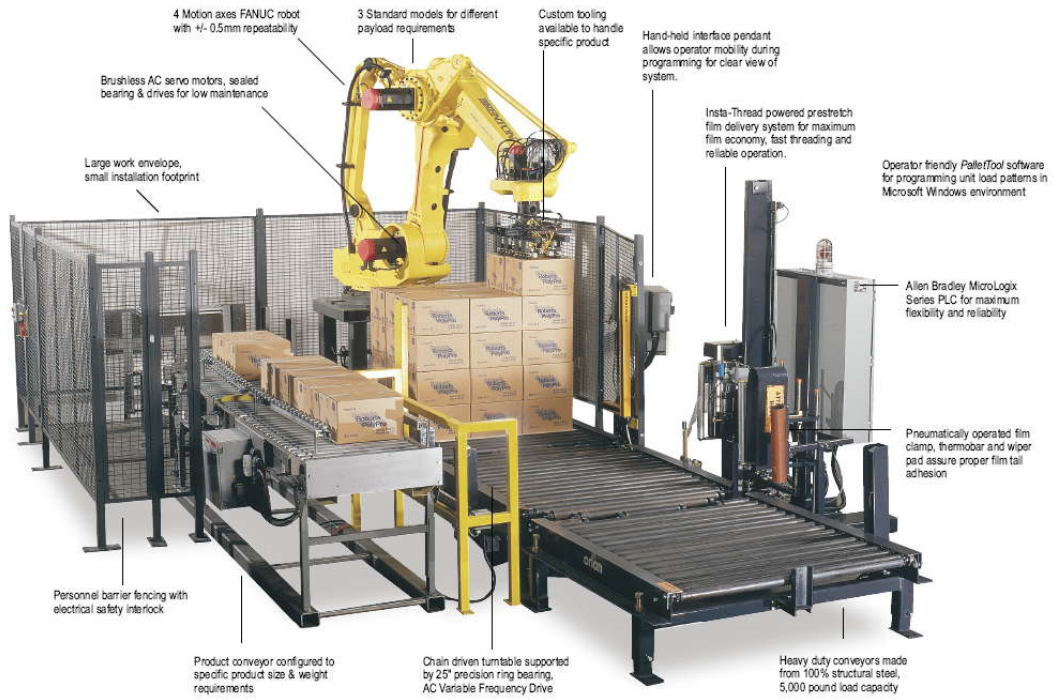 4 Motion axes FANUC robot
with +/- 0.5mm repeatability
3 Standard models for different
payload requirements
Custom tooling
available to handle
specific product
Hand-held interface pendant
allows operator mobility during
programming for clear view of
system.
Brushless AC servo motors, sealed
bearing & drives for low maintenance
Insta-Thread powered prestretch
film delivery system for maximum
film economy, fast threading and
reliable operation.
Large work envelope,
small installation footprint
Operator friendly PalletTool software
for programming unit load patterns in
Microsoft Windows environment
Allen Bradley MicroLogix
Series PLC for maximum
flexibility and reliability
Roberts
PolyPro
Pneumatically operated film
clamp, thermobar and wiper
pad assure proper film tail
adhesion
orion
Personnel barrier fencing with
electrical safety interlock
Product conveyor configured to
specific product size & weight
requirements
Chain driven turntable supported
by 25" precision ring bearing,
AC Variable Frequency Drive
Heavy duty conveyors made
from 100% structural steel,
5,000 pound load capacity